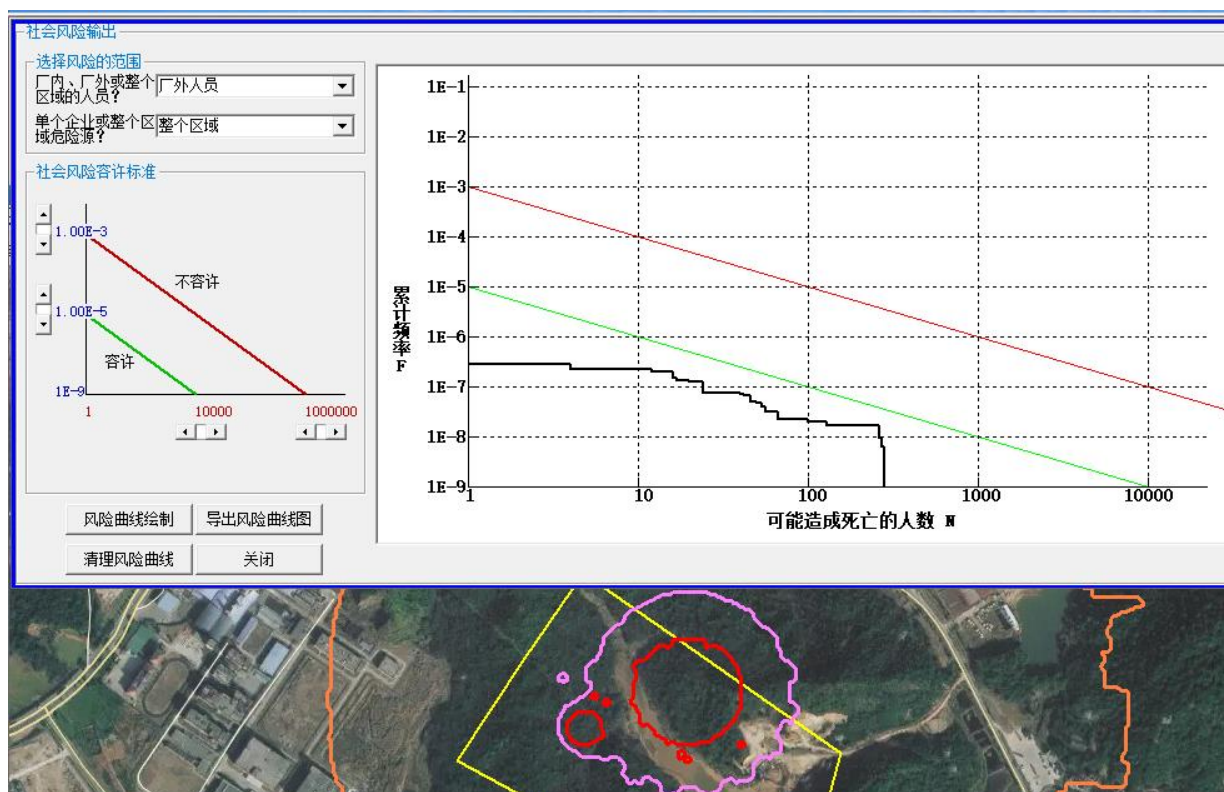 社会风险输出
选择风险的范围
厂内、厂外或整个
区域的人员？
厂外人员
单个企业或整个区
域危险源？
整个区域
社会风险容许标准
1.00E-3
不容许
1.00E-5
容许
1E-9
1
10000
1000000
风险曲线绘制
导出风险曲线图
清理风险曲线
关闭
1E-1
1E-2
1E-3
1E-4
1E-5
1E-6
1E-7
1E-8
1E-9
累计频率 F
1
10
100
1000
10000
可能造成死亡的人数 N